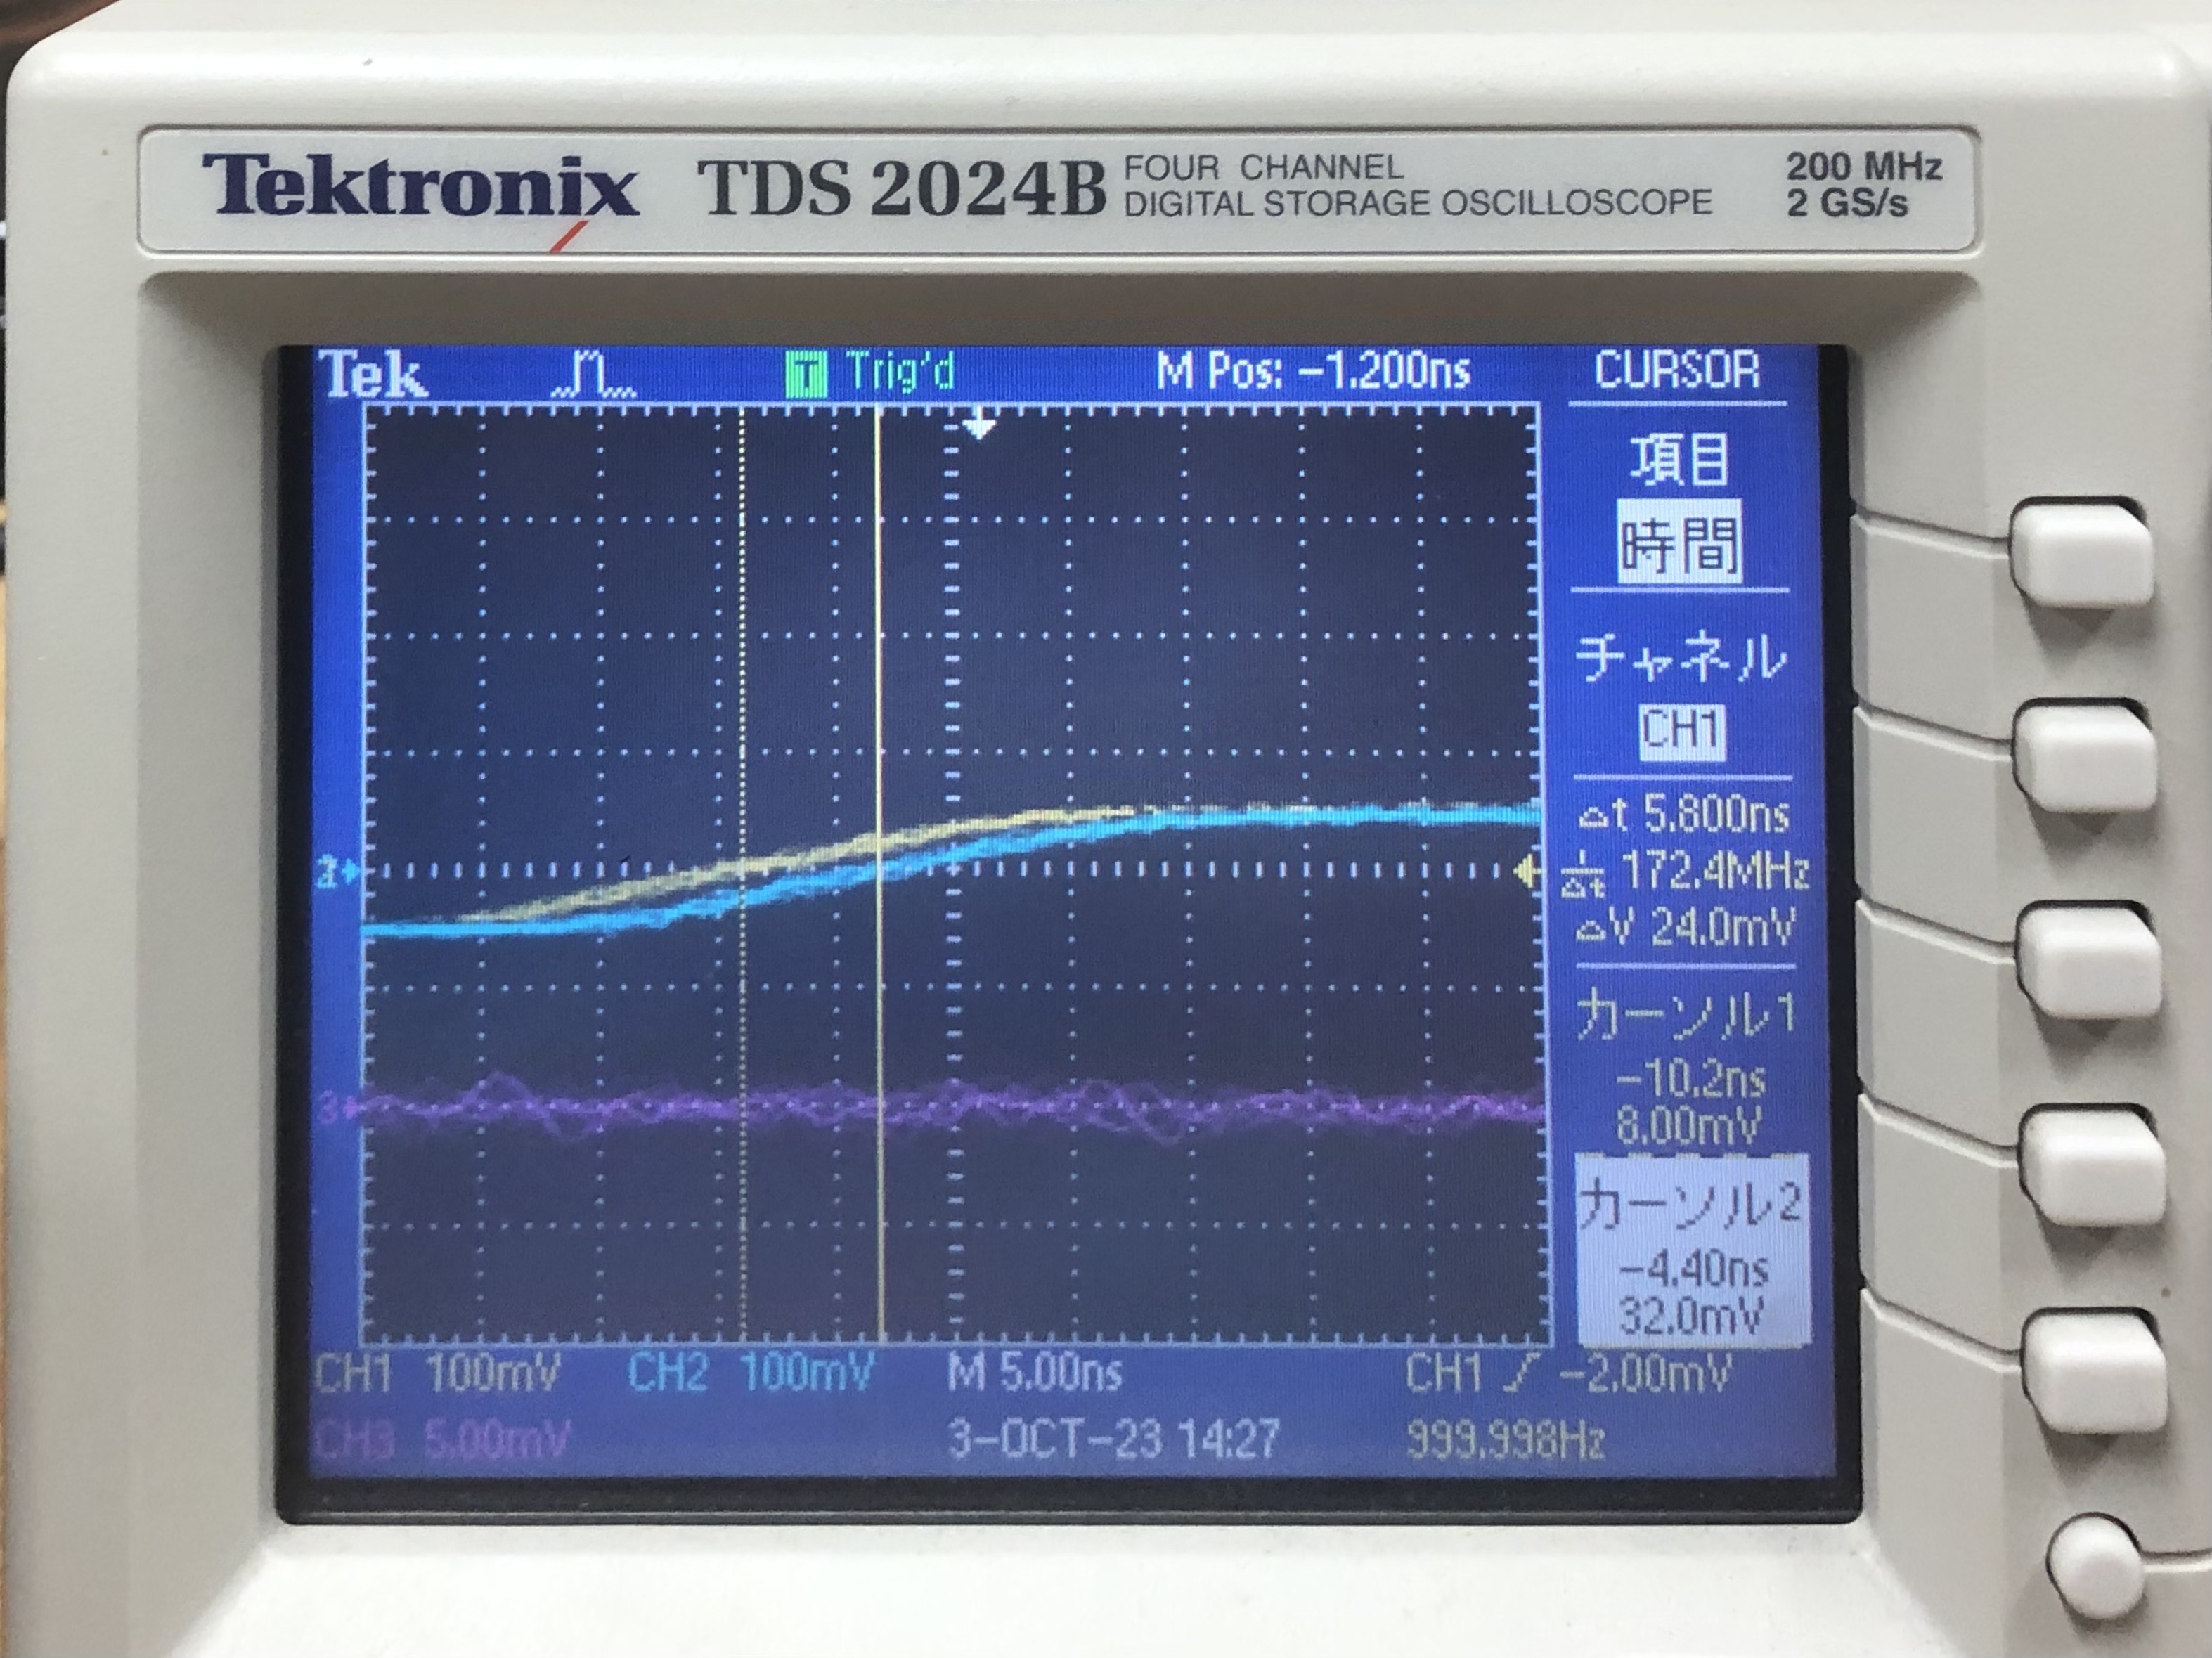 Tektronix TDS 2024B FOUR CHANNEL DIGITAL STORAGE OSCILLOSCOPE 200 MHz 2 GS/s
Tek T Trig'd M Pos: -1.200ns CURSOR
項目
時間
チャネル
CH1
△t 5.800ns
1/△t 172.4MHz
△V 24.0mV
カーソル1
-10.2ns
8.00mV
カーソル2
-4.40ns
32.0mV
2
3
CH1 100mV CH2 100mV M 5.00ns CH1 -2.00mV
CH3 5.00mV 3-OCT-23 14:27 999.998Hz